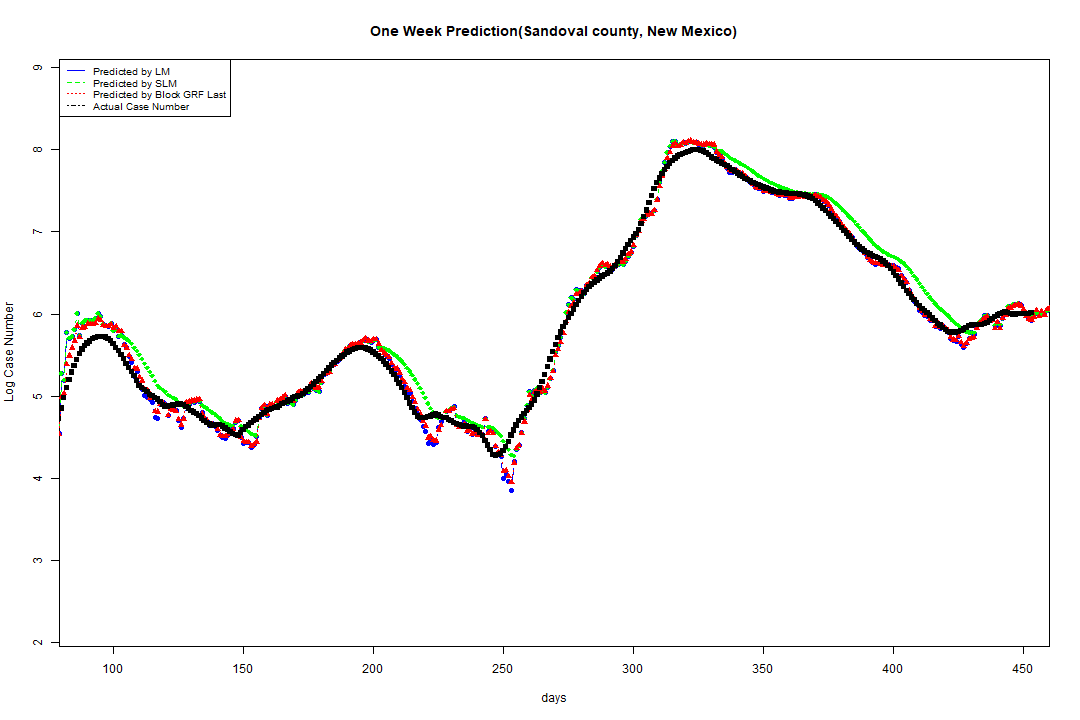 One Week Prediction(Sandoval county, New Mexico)
Predicted by LM
Predicted by SLM
Predicted by Block GRF Last
Actual Case Number
Log Case Number
9
8
7
6
5
4
3
2
100 150 200 250 300 350 400 450
days